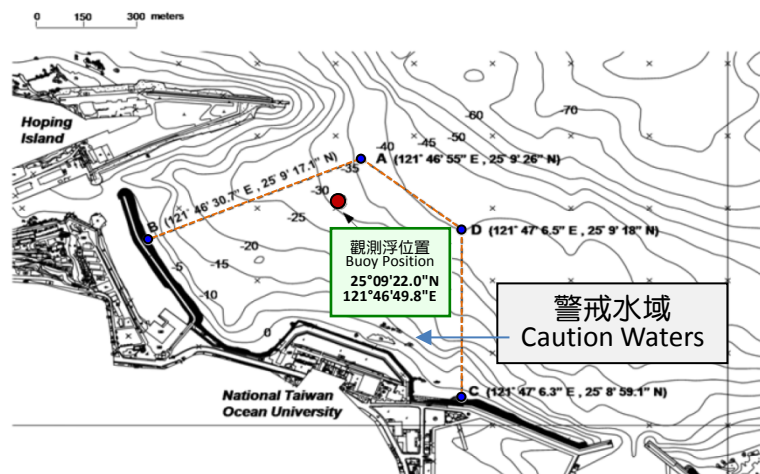 0 150 300 meters
Hoping
Island
-60
-70
-40
-45
-50
A (121° 46' 55" E , 25° 9' 26" N)
-35
-30
-25
B (121° 46' 30.7" E , 25° 9' 17.1" N)
D (121° 47' 6.5" E , 25° 9' 18" N)
-20
-15
-5
-10
0
觀測浮位置
Buoy Position
25°09'22.0"N
121°46'49.8"E
警戒水域
Caution Waters
C (121° 47' 6.3" E , 25° 8' 59.1" N)
National Taiwan
Ocean University